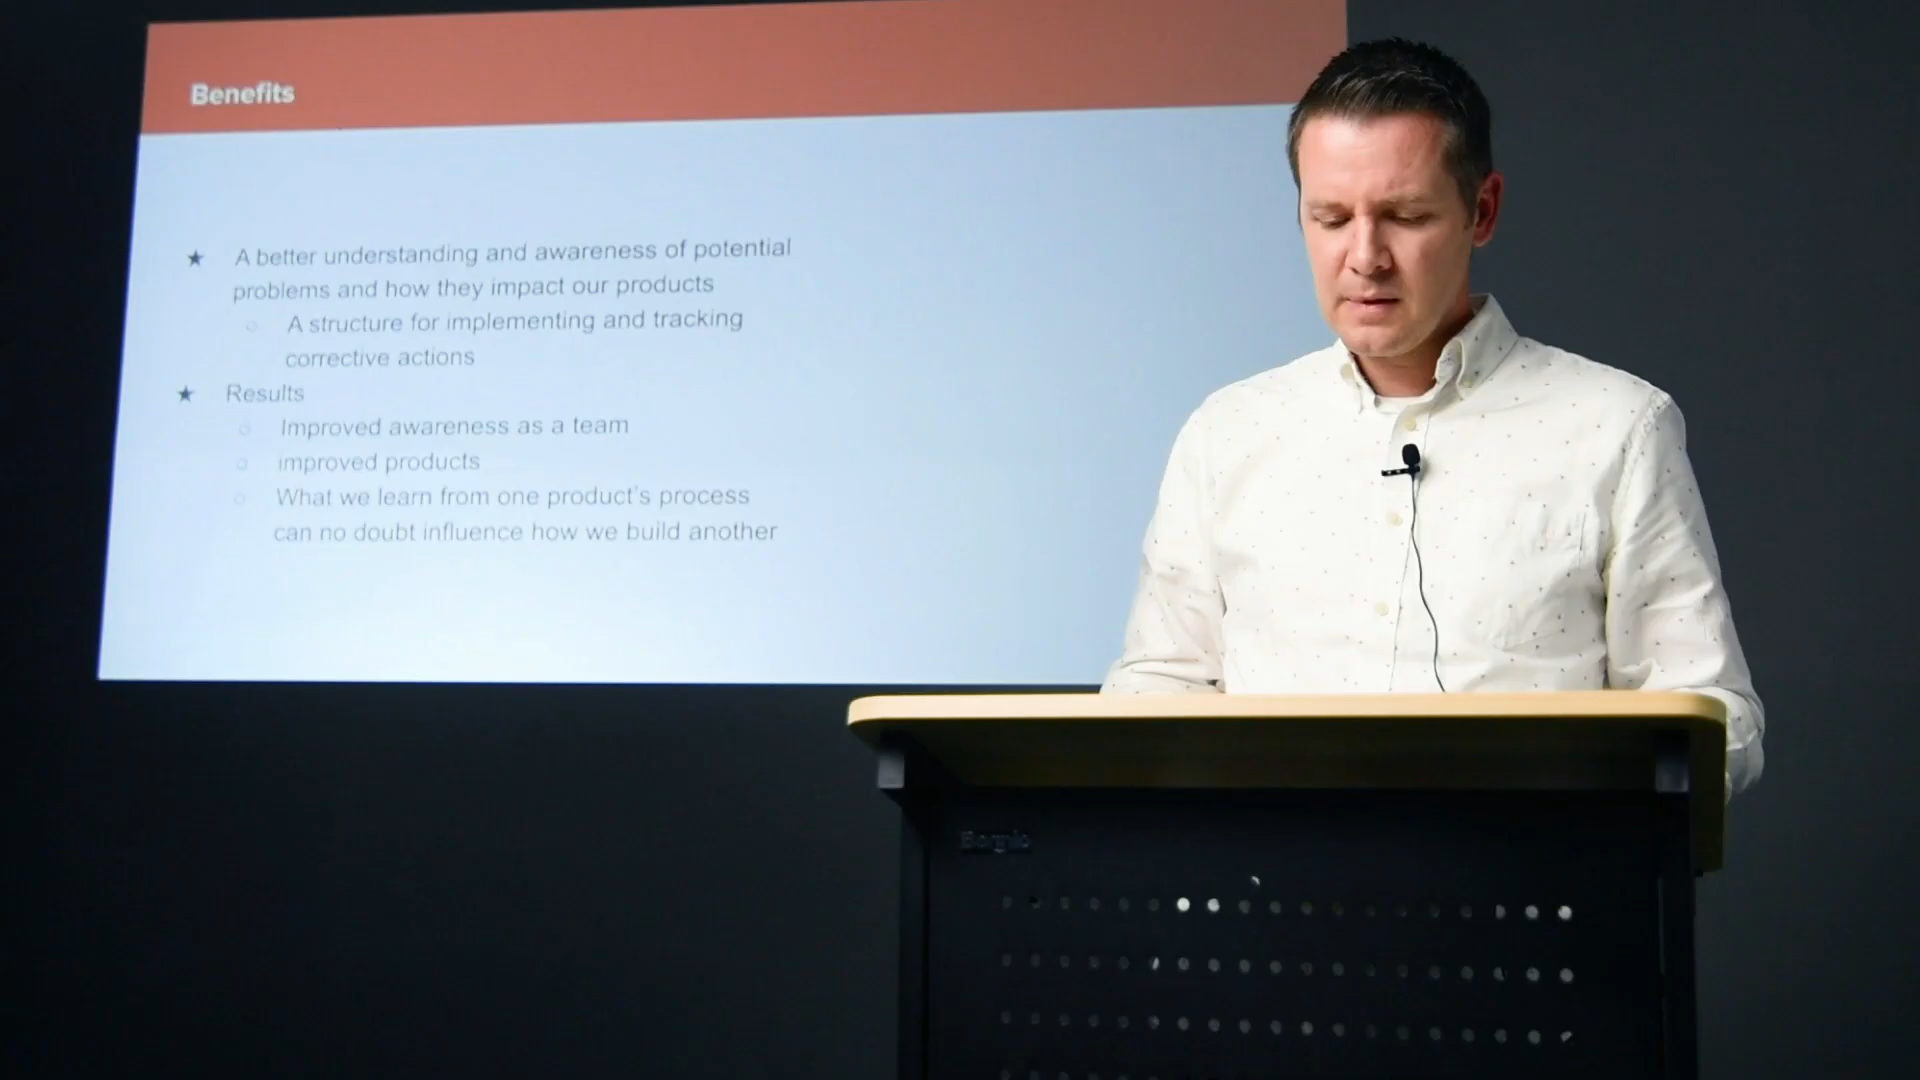 Benefits
★ A better understanding and awareness of potential
problems and how they impact our products
○ A structure for implementing and tracking
corrective actions
★ Results
○ Improved awareness as a team
○ improved products
○ What we learn from one product's process
can no doubt influence how we build another